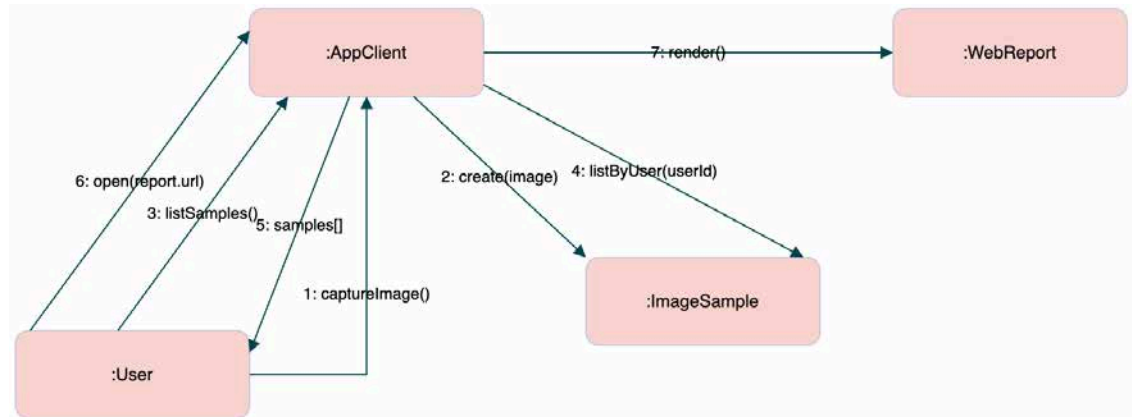 :AppClient
7: render()
:WebReport
6: open(report.url)
2: create(image)
4: listByUser(userId)
3: listSamples()
5: samples[]
1: captureImage()
:ImageSample
:User